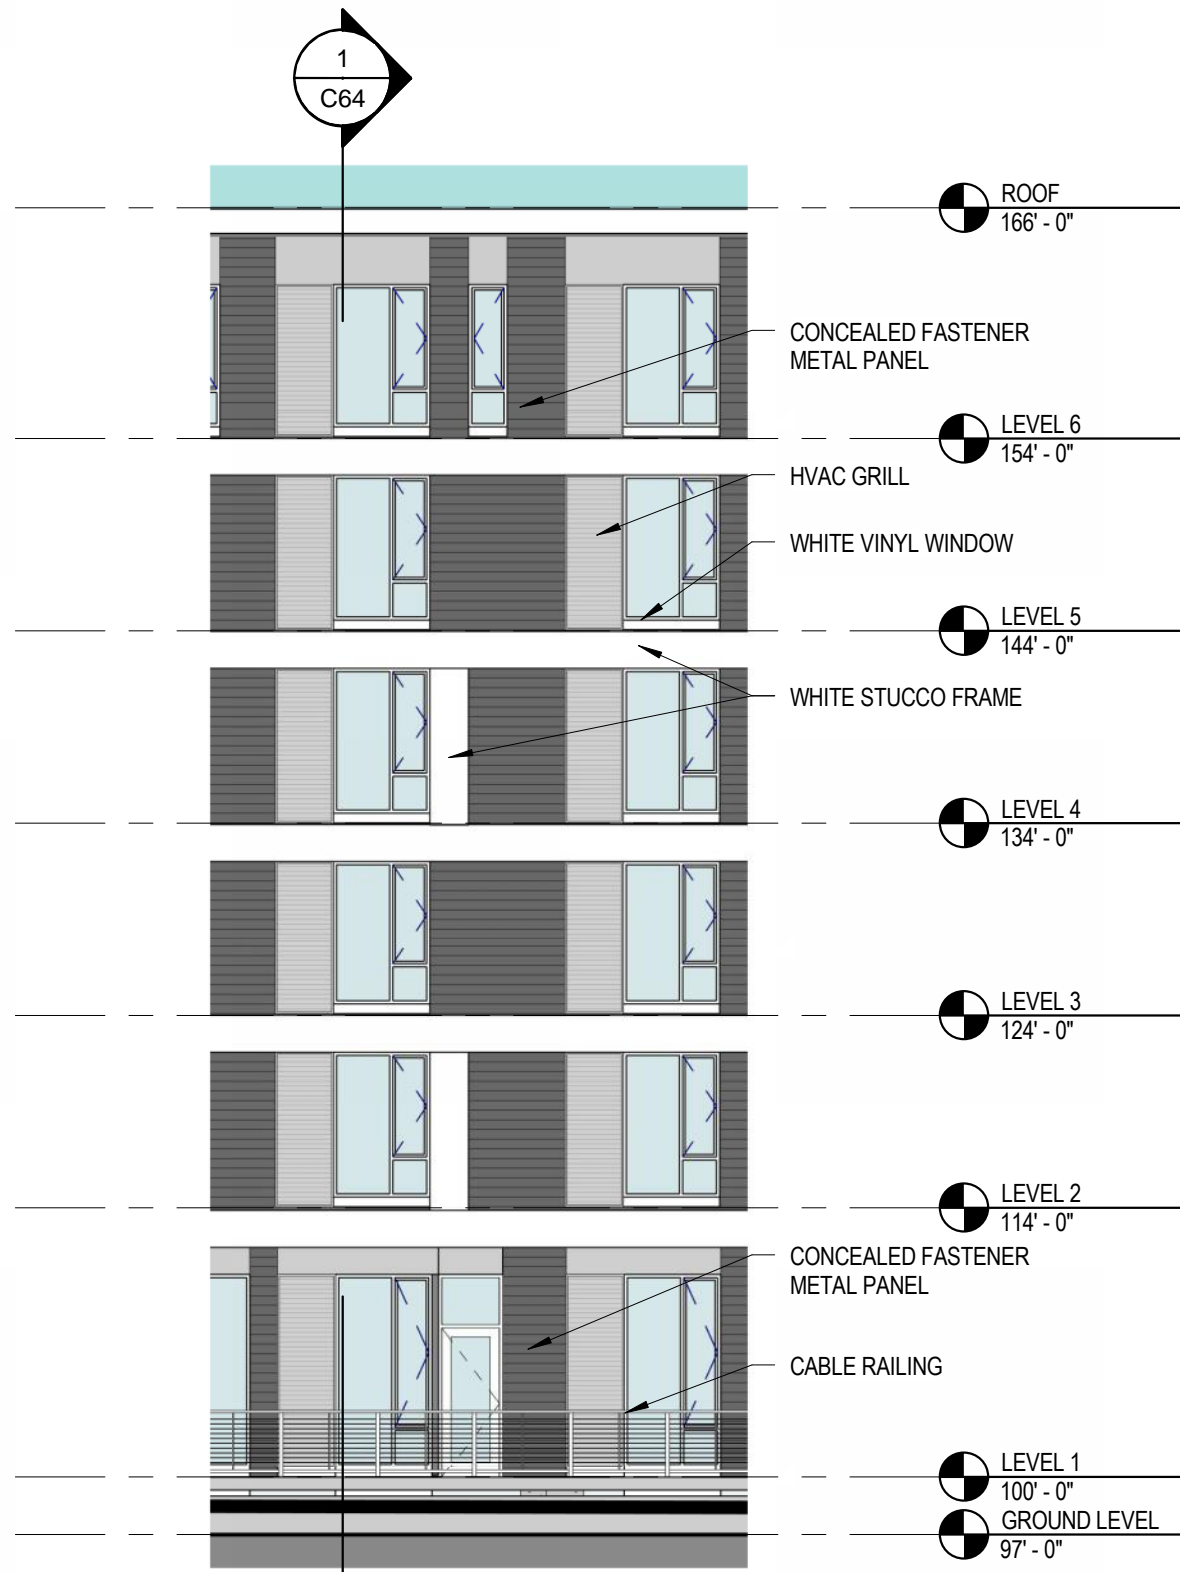 1
C64
ROOF
166' - 0"
CONCEALED FASTENER
METAL PANEL
LEVEL 6
154' - 0"
HVAC GRILL
WHITE VINYL WINDOW
LEVEL 5
144' - 0"
WHITE STUCCO FRAME
LEVEL 4
134' - 0"
LEVEL 3
124' - 0"
LEVEL 2
114' - 0"
CONCEALED FASTENER
METAL PANEL
CABLE RAILING
LEVEL 1
100' - 0"
GROUND LEVEL
97' - 0"